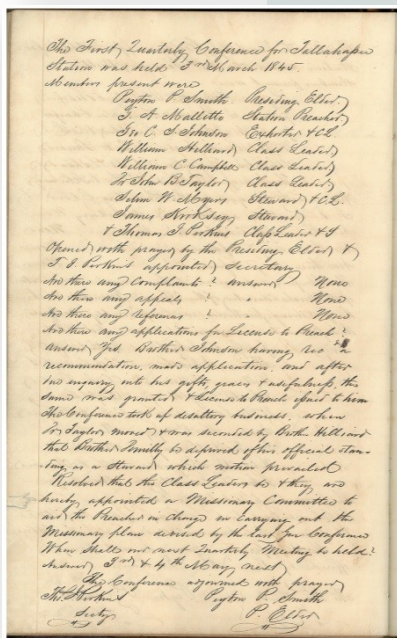 The First Quarterly Conference for Tallahassee
Station was held 3rd March 1845.
Members present were
Peyton P Smith Presiding Elder
T. A. Mallette Station Preacher
Geo C. T Johnson Exhorter & CL
William Hilliard Class Leader
William C Campbell Class Leader
Dr John B Taylor Class Leader
John W. Myers Steward & CL.
James Kirksey Steward
& Thomas J Perkins Class Leader & S
Opened with prayer by the Presiding Elder &
T J Perkins appointed Secretary
Are there any Complaints? answer None
Are there any appeals ? " None
Are there any references ? " None
Are there any applications for License to Preach?
answer Yes. Brother Johnson having a
recommendation, made application, and after
due inquiry into his gifts, graces & usefulness, the
same was granted & License to Preach issued to him
The Conference took up desultory business, when
Dr Taylor moved & was seconded by Brother Hilliard
that Brother be deprived of his official stan-
ding, as a Steward which motion prevailed
Resolved that the Class Leaders be & they are
hereby appointed a Missionary Committee to
aid the Preacher in charge in carrying out the
Missionary plan devised by the last Conference
When shall our next Quarterly Meeting be held?
Answer 3rd & 4th May next
The Conference adjourned with prayer
Tho. J Perkins Peyton P. Smith
Secty P. Elder